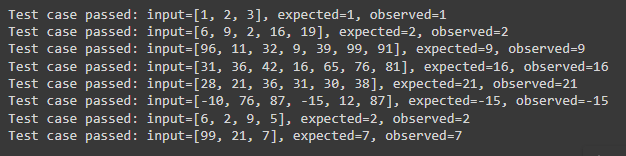 Test case passed: input=[1, 2, 3], expected=1, observed=1
Test case passed: input=[6, 9, 2, 16, 19], expected=2, observed=2
Test case passed: input=[96, 11, 32, 9, 39, 99, 91], expected=9, observed=9
Test case passed: input=[31, 36, 42, 16, 65, 76, 81], expected=16, observed=16
Test case passed: input=[28, 21, 36, 31, 30, 38], expected=21, observed=21
Test case passed: input=[-10, 76, 87, -15, 12, 87], expected=-15, observed=-15
Test case passed: input=[6, 2, 9, 5], expected=2, observed=2
Test case passed: input=[99, 21, 7], expected=7, observed=7